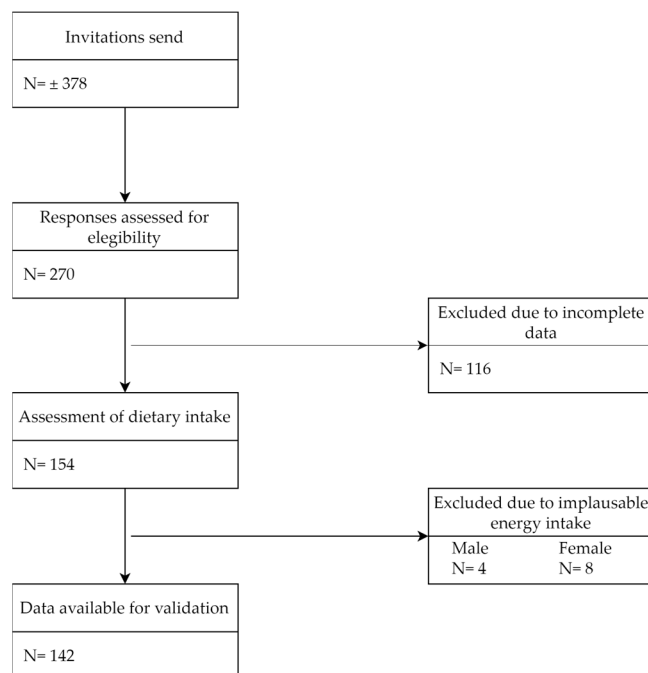 Invitations send
N= ± 378
Responses assessed for
elegibility
N= 270
Excluded due to incomplete
data
N= 116
Assessment of dietary intake
N= 154
Excluded due to implausable
energy intake
Male Female
N= 4 N= 8
Data available for validation
N= 142